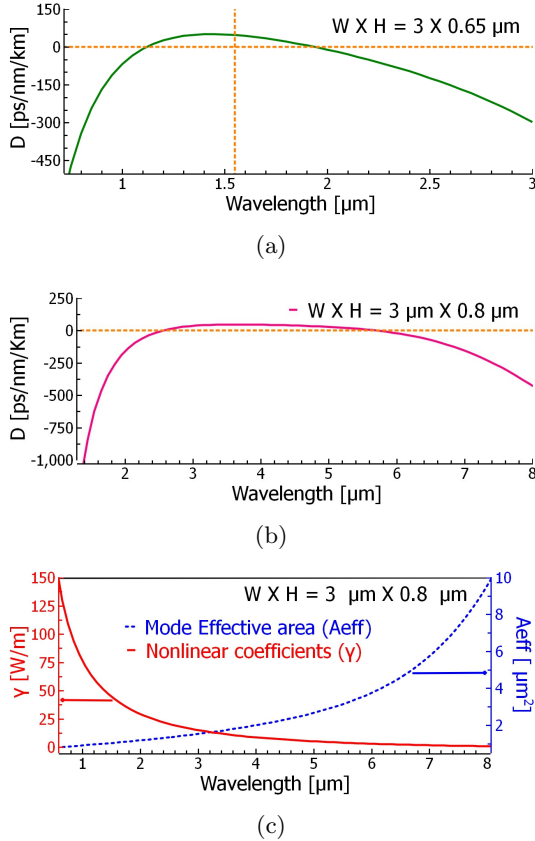 150
0
-150
-300
-450
D [ps/nm/km]
W X H = 3 X 0.65 µm
1 1.5 2 2.5 3
Wavelength [µm]
(a)
250
0
-250
-500
-750
-1,000
D [ps/nm/Km]
W X H = 3 µm X 0.8 µm
2 3 4 5 6 7 8
Wavelength [µm]
(b)
150
125
100
75
50
25
0
γ [W/m]
W X H = 3 µm X 0.8 µm
Mode Effective area (Aeff)
Nonlinear coefficients (γ)
10
8
6
4
2
Aeff [ µm²]
1 2 3 4 5 6 7 8
Wavelength [µm]
(c)